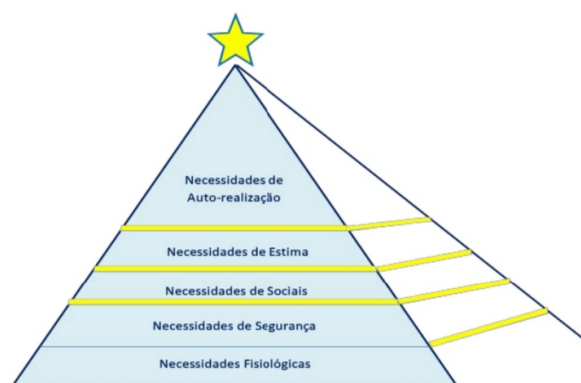 Necessidades de
Auto-realização
Necessidades de Estima
Necessidades de Sociais
Necessidades de Segurança
Necessidades Fisiológicas